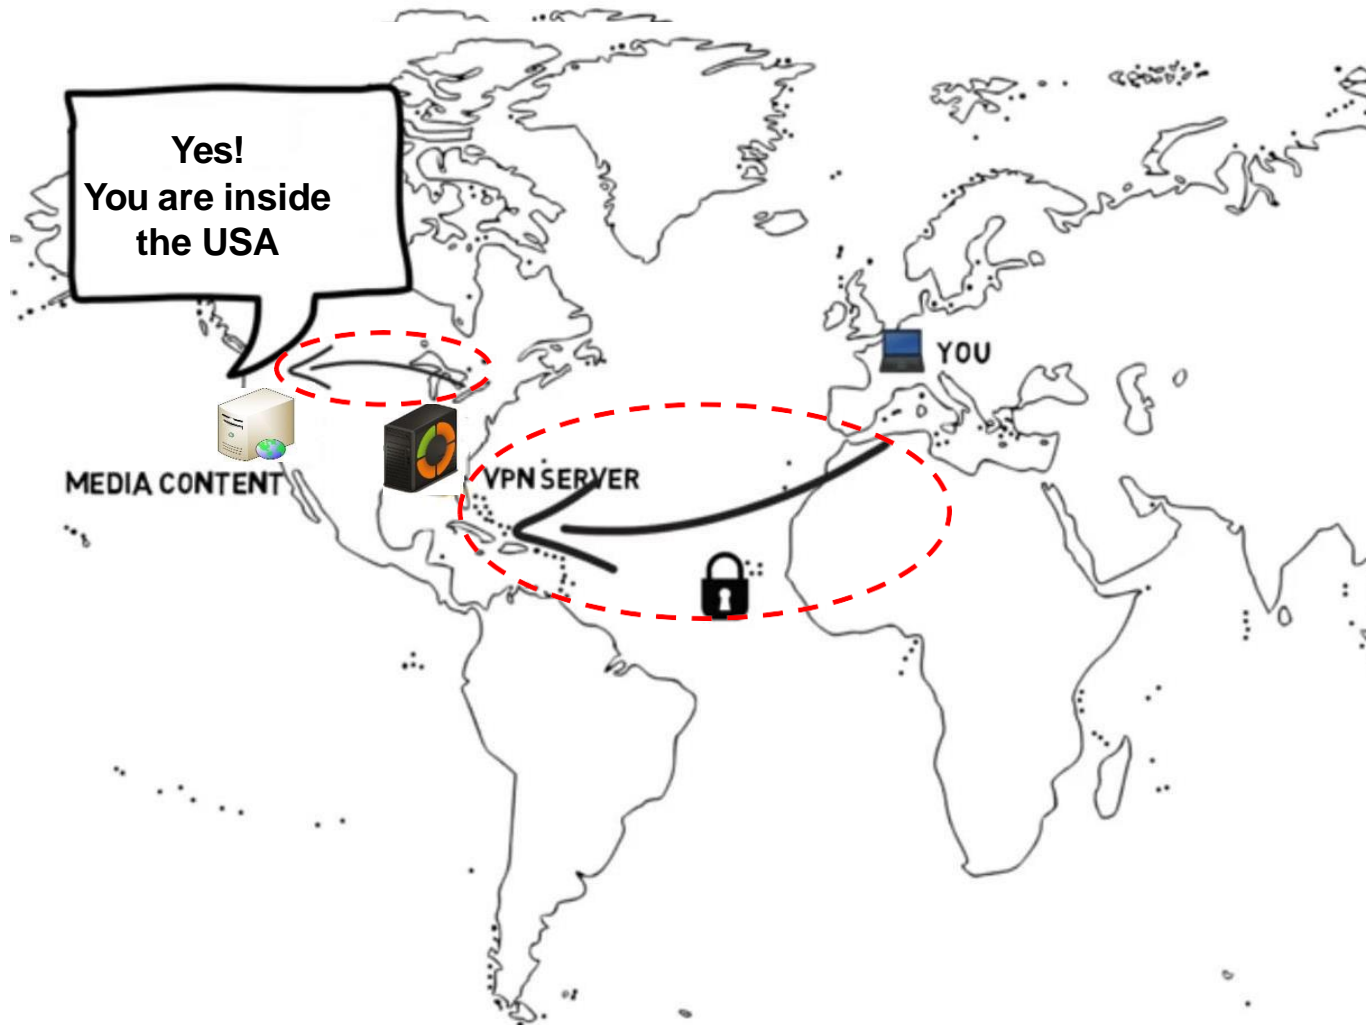 Yes!
You are inside
the USA
YOU
MEDIA CONTENT
VPN SERVER